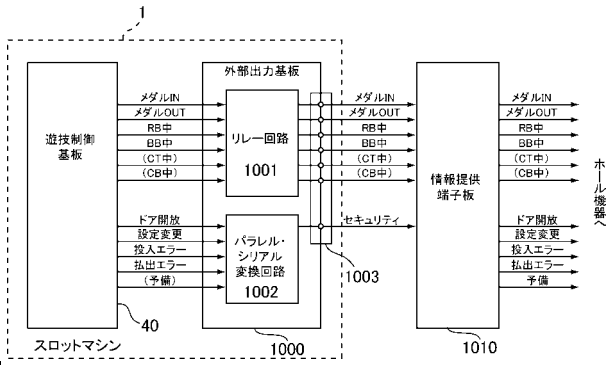 1
外部出力基板
遊技制御
基板
メダルIN
メダルOUT
RB中
BB中
(CT中)
(CB中)
リレー回路
1001
メダルIN
メダルOUT
RB中
BB中
(CT中)
(CB中)
情報提供
端子板
メダルIN
メダルOUT
RB中
BB中
(CT中)
(CB中)
ホール機器へ
ドア開放
設定変更
投入エラー
払出エラー
(予備)
パラレル・
シリアル
変換回路
1002
セキュリティ
1003
ドア開放
設定変更
投入エラー
払出エラー
予備
40
1000
1010
スロットマシン